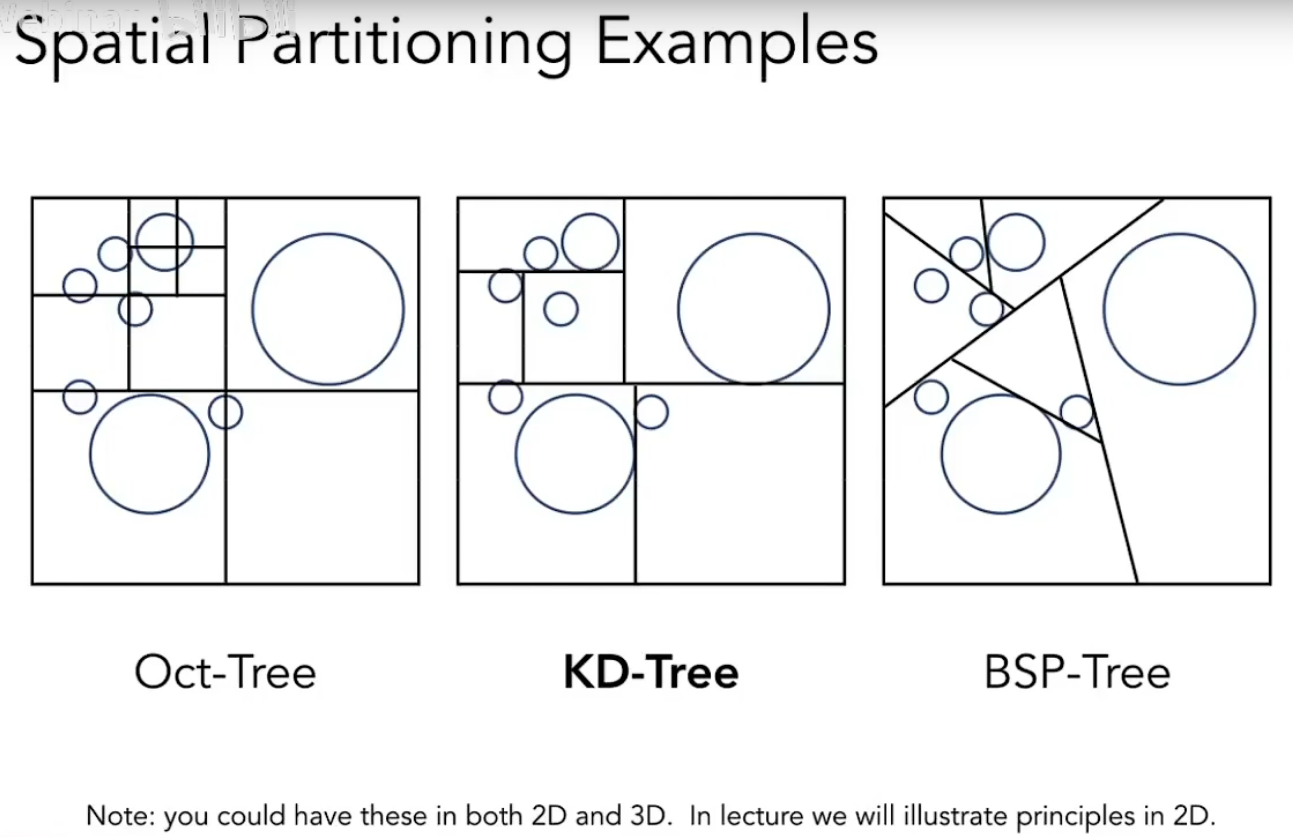 Spatial Partitioning Examples
Oct-Tree
KD-Tree
BSP-Tree
Note: you could have these in both 2D and 3D. In lecture we will illustrate principles in 2D.